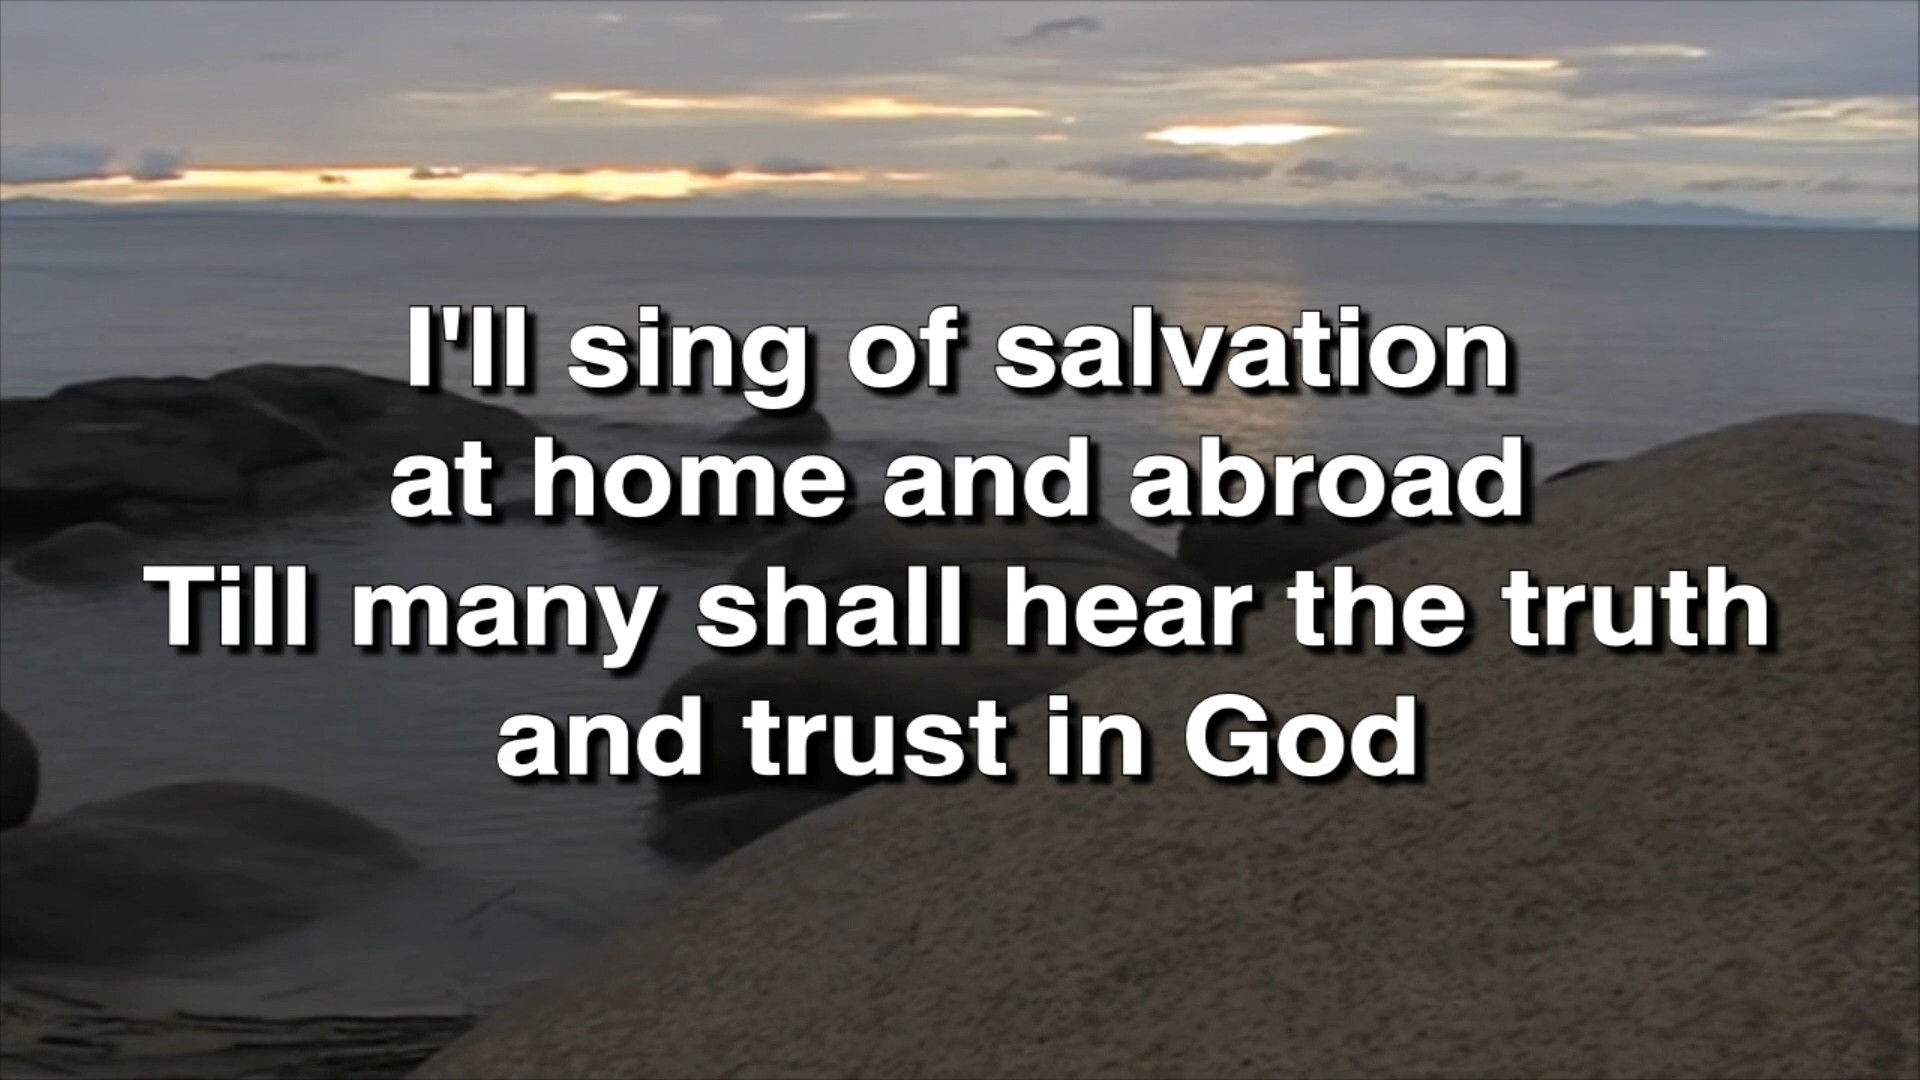 I'll sing of salvation
at home and abroad
Till many shall hear the truth
and trust in God